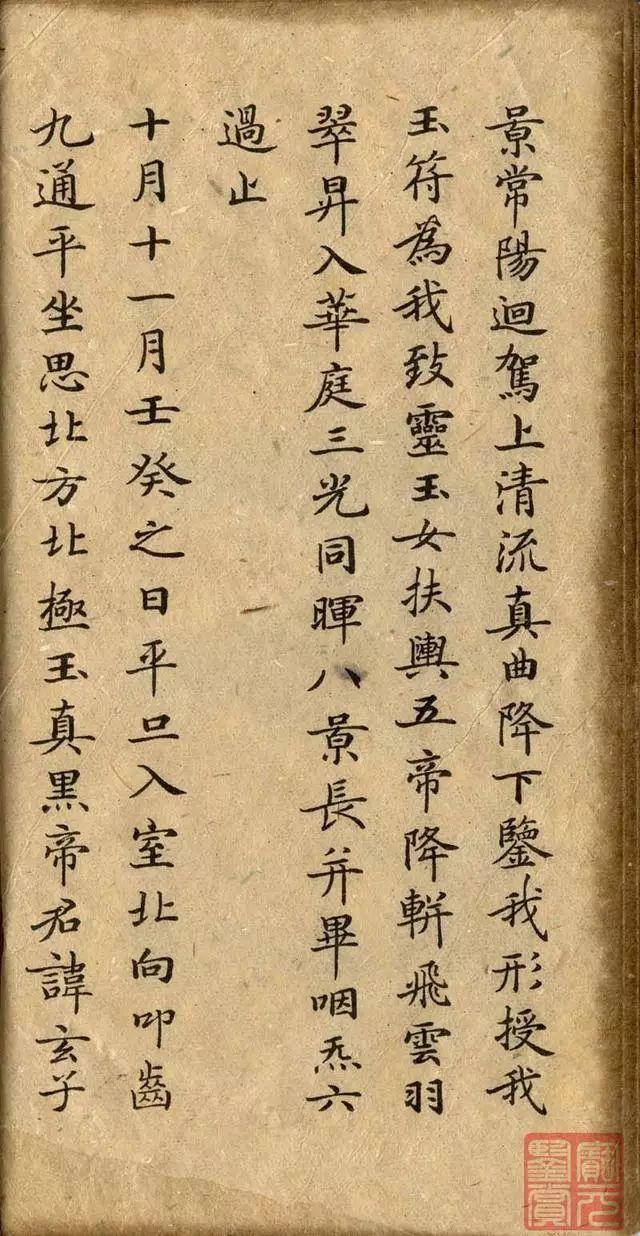 景常陽迴駕上清流真曲降下鑒我形授我
玉符為我致靈玉女扶輿五帝降軿飛雲羽
翠昇入華庭三光同暉八景長并畢咽炁六
過止
十月十一月壬癸之日平旦入室北向叩齒
九通平坐思北方北極玉真黑帝君諱玄子
寶元
鑒賞